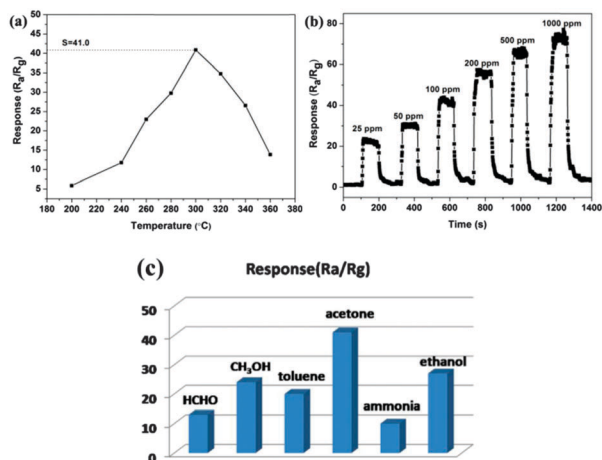 (a)
S=41.0
Response (Ra/Rg)
45
40
35
30
25
20
15
10
5
180 200 220 240 260 280 300 320 340 360 380
Temperature (°C)
(b)
Response (Ra/Rg)
80
60
40
20
0
25 ppm
50 ppm
100 ppm
200 ppm
500 ppm
1000 ppm
0 200 400 600 800 1000 1200 1400
Time (s)
(c)
Response(Ra/Rg)
50
40
30
20
10
0
HCHO
CH₃OH
toluene
acetone
ammonia
ethanol